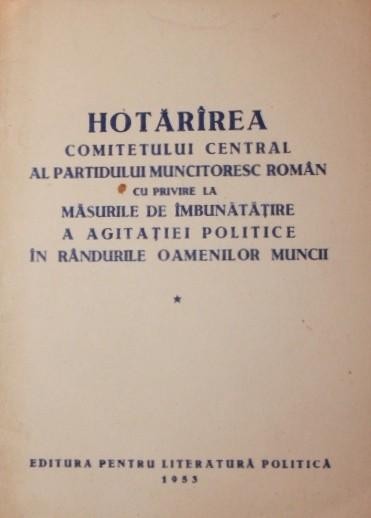 HOTĂRÎREA
COMITETULUI CENTRAL
AL PARTIDULUI MUNCITORESC ROMÂN
CU PRIVIRE LA
MĂSURILE DE ÎMBUNĂTĂȚIRE
A AGITAȚIEI POLITICE
ÎN RÂNDURILE OAMENILOR MUNCII
★
EDITURA PENTRU LITERATURĂ POLITICĂ
1953